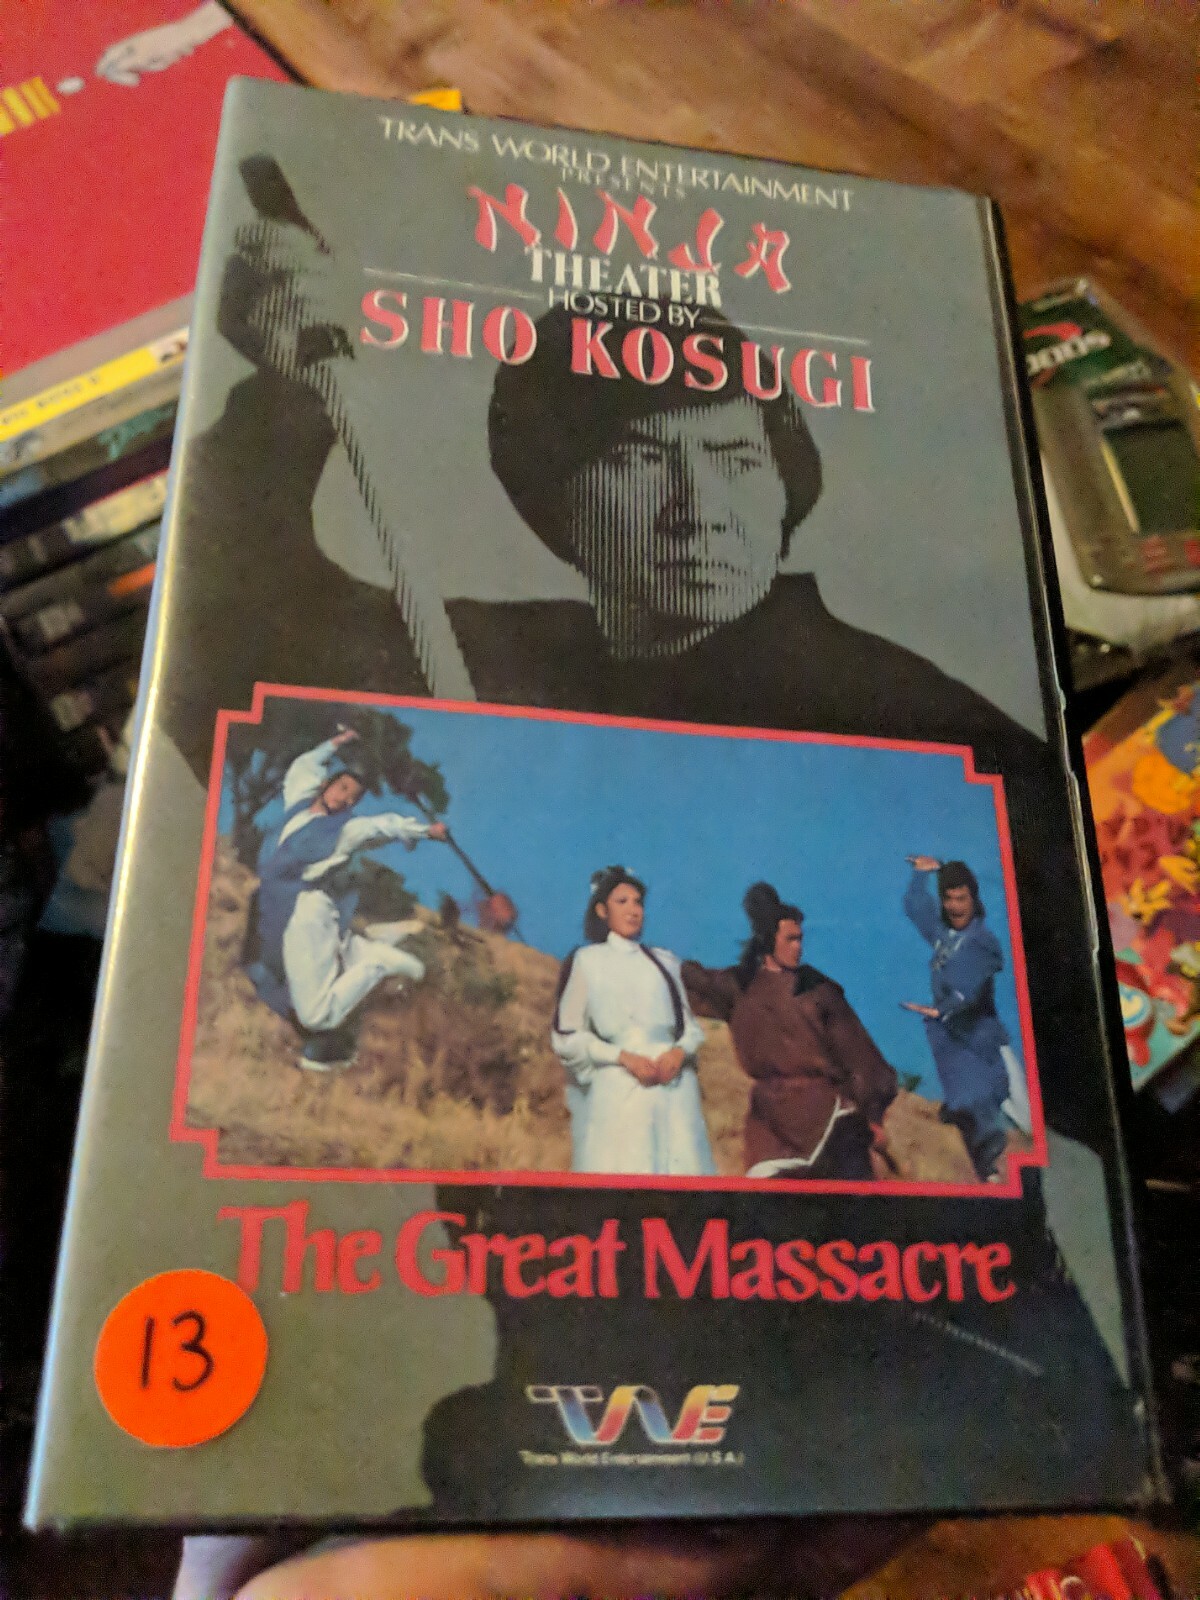 TRANS WORLD ENTERTAINMENT
PRESENTS
NINJA
THEATER
HOSTED BY
SHO KOSUGI
The Great Massacre
13
TWE
Trans World Entertainment (U.S.A.)